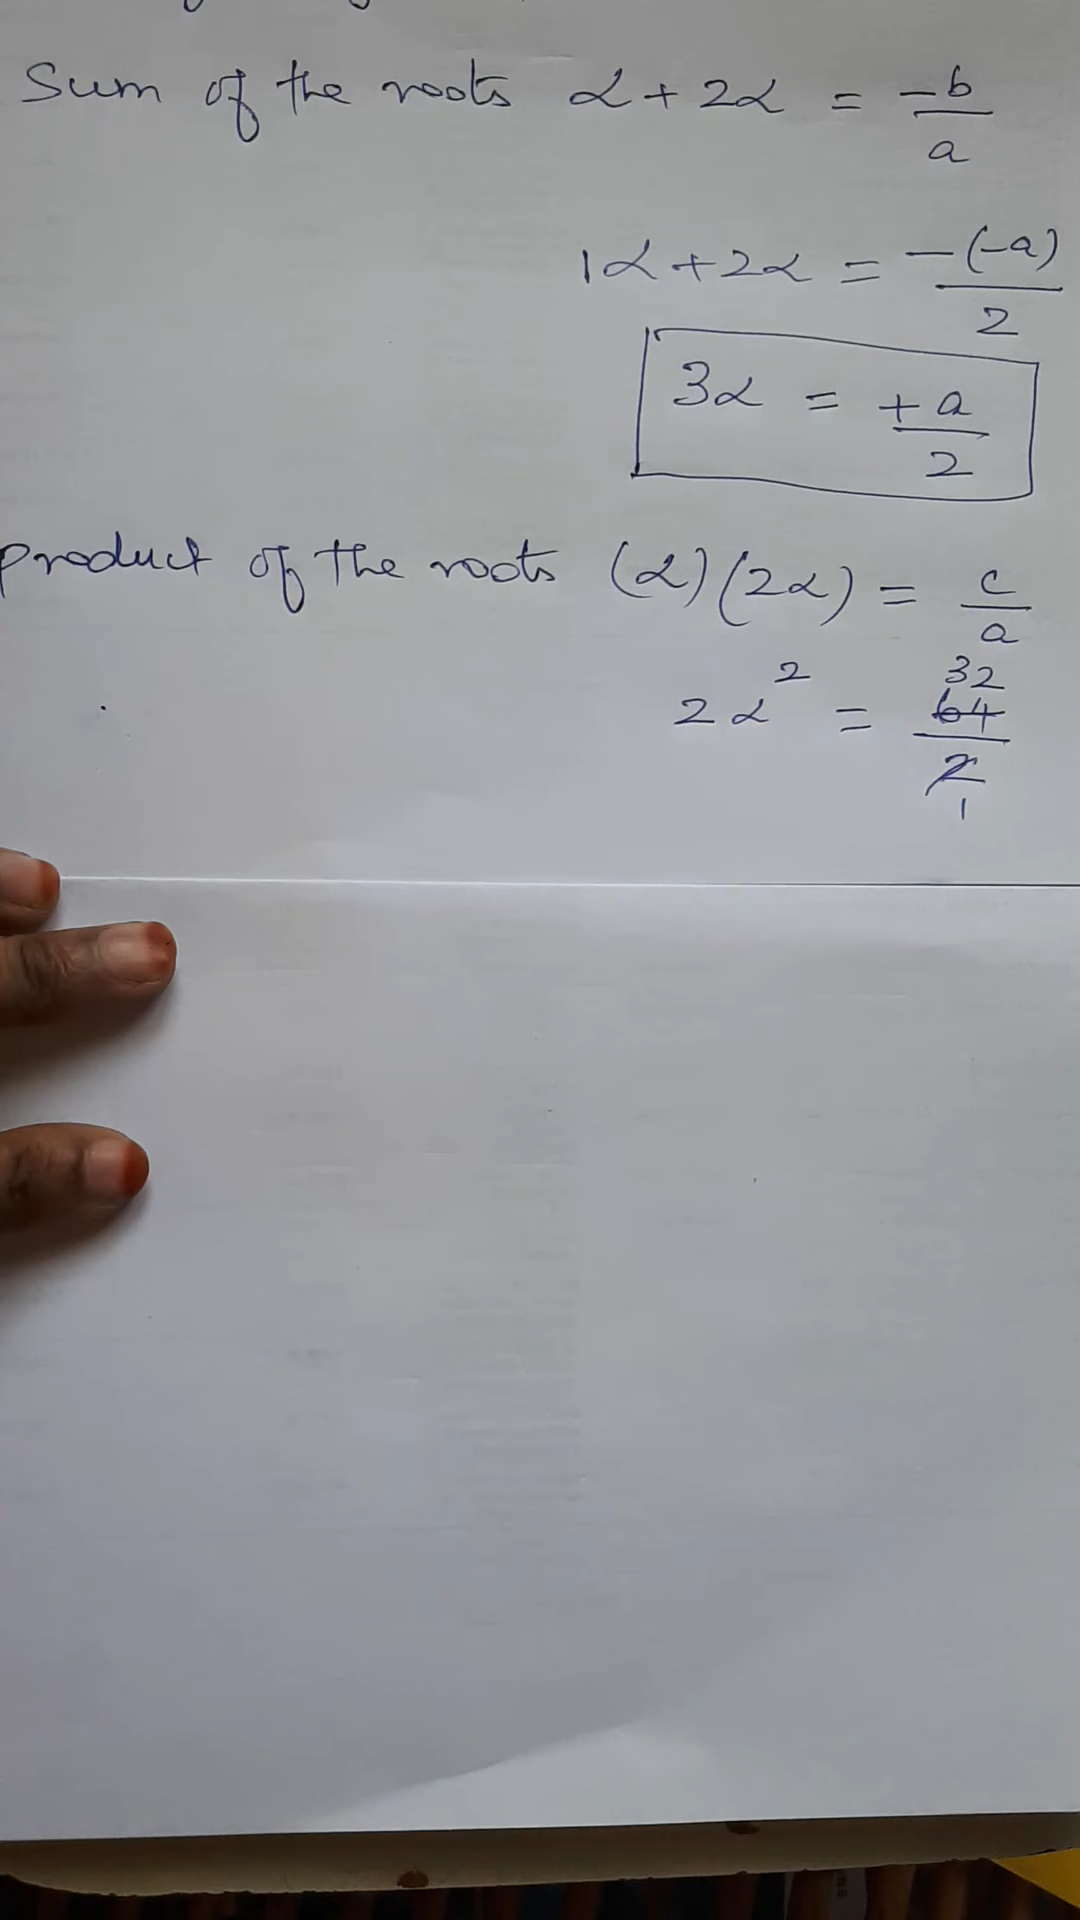 Sum of the roots α + 2α = -b/a
1α + 2α = -(-a)/2
3α = +a/2
product of the roots (α)(2α) = c/a
32
2α² = 64/2
1